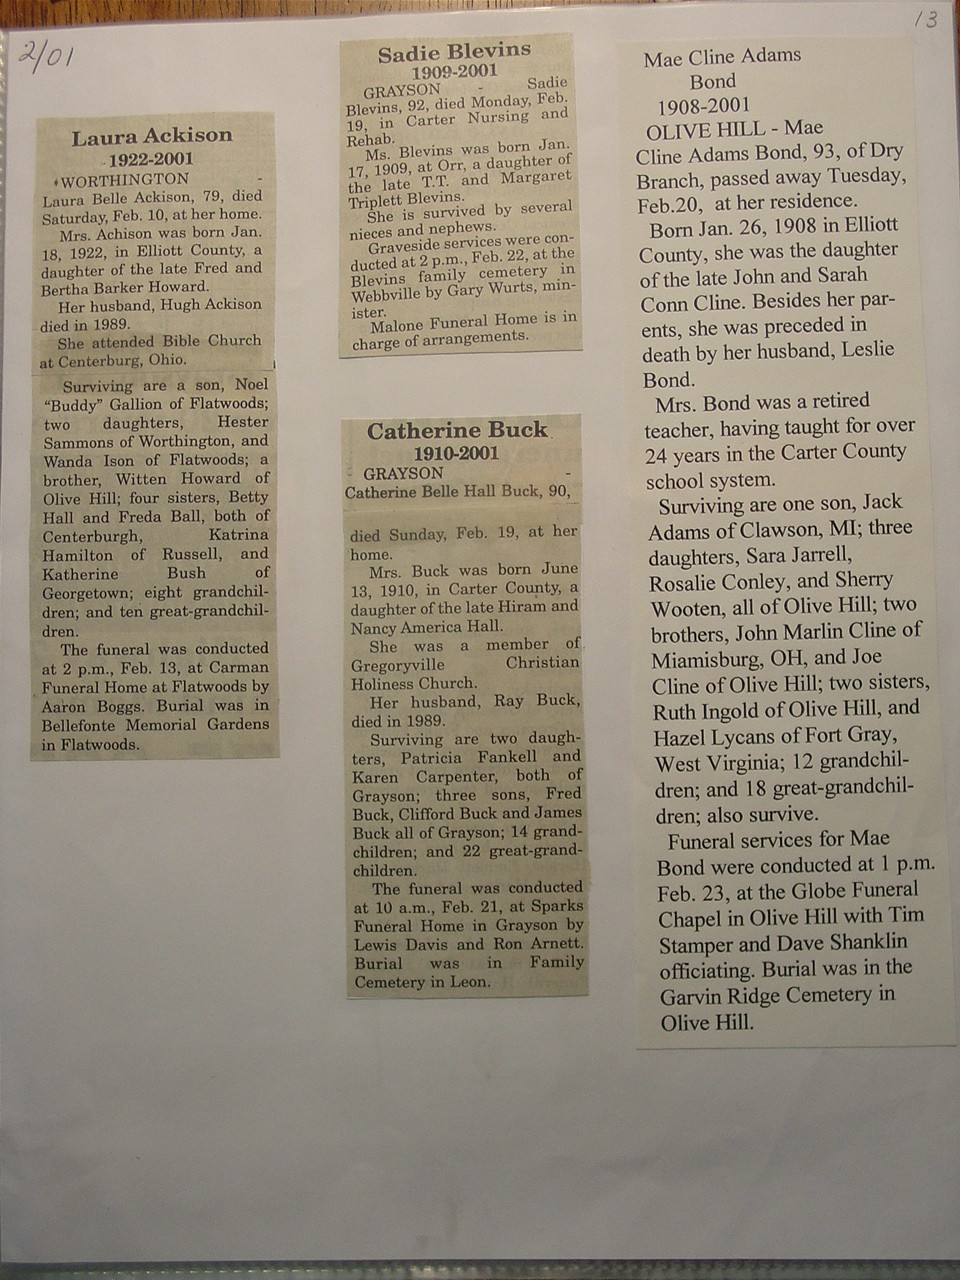 2/01
13
Laura Ackison
1922-2001
WORTHINGTON -
Laura Belle Ackison, 79, died
Saturday, Feb. 10, at her home.
Mrs. Achison was born Jan.
18, 1922, in Elliott County, a
daughter of the late Fred and
Bertha Barker Howard.
Her husband, Hugh Ackison
died in 1989.
She attended Bible Church
at Centerburg, Ohio.
Surviving are a son, Noel
"Buddy" Gallion of Flatwoods;
two daughters, Hester
Sammons of Worthington, and
Wanda Ison of Flatwoods; a
brother, Witten Howard of
Olive Hill; four sisters, Betty
Hall and Freda Ball, both of
Centerburgh, Katrina
Hamilton of Russell, and
Katherine Bush of
Georgetown; eight grandchil-
dren; and ten great-grandchil-
dren.
The funeral was conducted
at 2 p.m., Feb. 13, at Carman
Funeral Home at Flatwoods by
Aaron Boggs. Burial was in
Bellefonte Memorial Gardens
in Flatwoods.
Sadie Blevins
1909-2001
GRAYSON - Sadie
Blevins, 92, died Monday, Feb.
19, in Carter Nursing and
Rehab.
Ms. Blevins was born Jan.
17, 1909, at Orr, a daughter of
the late T.T. and Margaret
Triplett Blevins.
She is survived by several
nieces and nephews.
Graveside services were con-
ducted at 2 p.m., Feb. 22, at the
Blevins family cemetery in
Webbville by Gary Wurts, min-
ister.
Malone Funeral Home is in
charge of arrangements.
Catherine Buck
1910-2001
- GRAYSON -
Catherine Belle Hall Buck, 90,
died Sunday, Feb. 19, at her
home.
Mrs. Buck was born June
13, 1910, in Carter County, a
daughter of the late Hiram and
Nancy America Hall.
She was a member of
Gregoryville Christian
Holiness Church.
Her husband, Ray Buck,
died in 1989.
Surviving are two daugh-
ters, Patricia Fankell and
Karen Carpenter, both of
Grayson; three sons, Fred
Buck, Clifford Buck and James
Buck all of Grayson; 14 grand-
children; and 22 great-grand-
children.
The funeral was conducted
at 10 a.m., Feb. 21, at Sparks
Funeral Home in Grayson by
Lewis Davis and Ron Arnett.
Burial was in Family
Cemetery in Leon.
Mae Cline Adams
Bond
1908-2001
OLIVE HILL - Mae
Cline Adams Bond, 93, of Dry
Branch, passed away Tuesday,
Feb.20, at her residence.
Born Jan. 26, 1908 in Elliott
County, she was the daughter
of the late John and Sarah
Conn Cline. Besides her par-
ents, she was preceded in
death by her husband, Leslie
Bond.
Mrs. Bond was a retired
teacher, having taught for over
24 years in the Carter County
school system.
Surviving are one son, Jack
Adams of Clawson, MI; three
daughters, Sara Jarrell,
Rosalie Conley, and Sherry
Wooten, all of Olive Hill; two
brothers, John Marlin Cline of
Miamisburg, OH, and Joe
Cline of Olive Hill; two sisters,
Ruth Ingold of Olive Hill, and
Hazel Lycans of Fort Gray,
West Virginia; 12 grandchil-
dren; and 18 great-grandchil-
dren; also survive.
Funeral services for Mae
Bond were conducted at 1 p.m.
Feb. 23, at the Globe Funeral
Chapel in Olive Hill with Tim
Stamper and Dave Shanklin
officiating. Burial was in the
Garvin Ridge Cemetery in
Olive Hill.